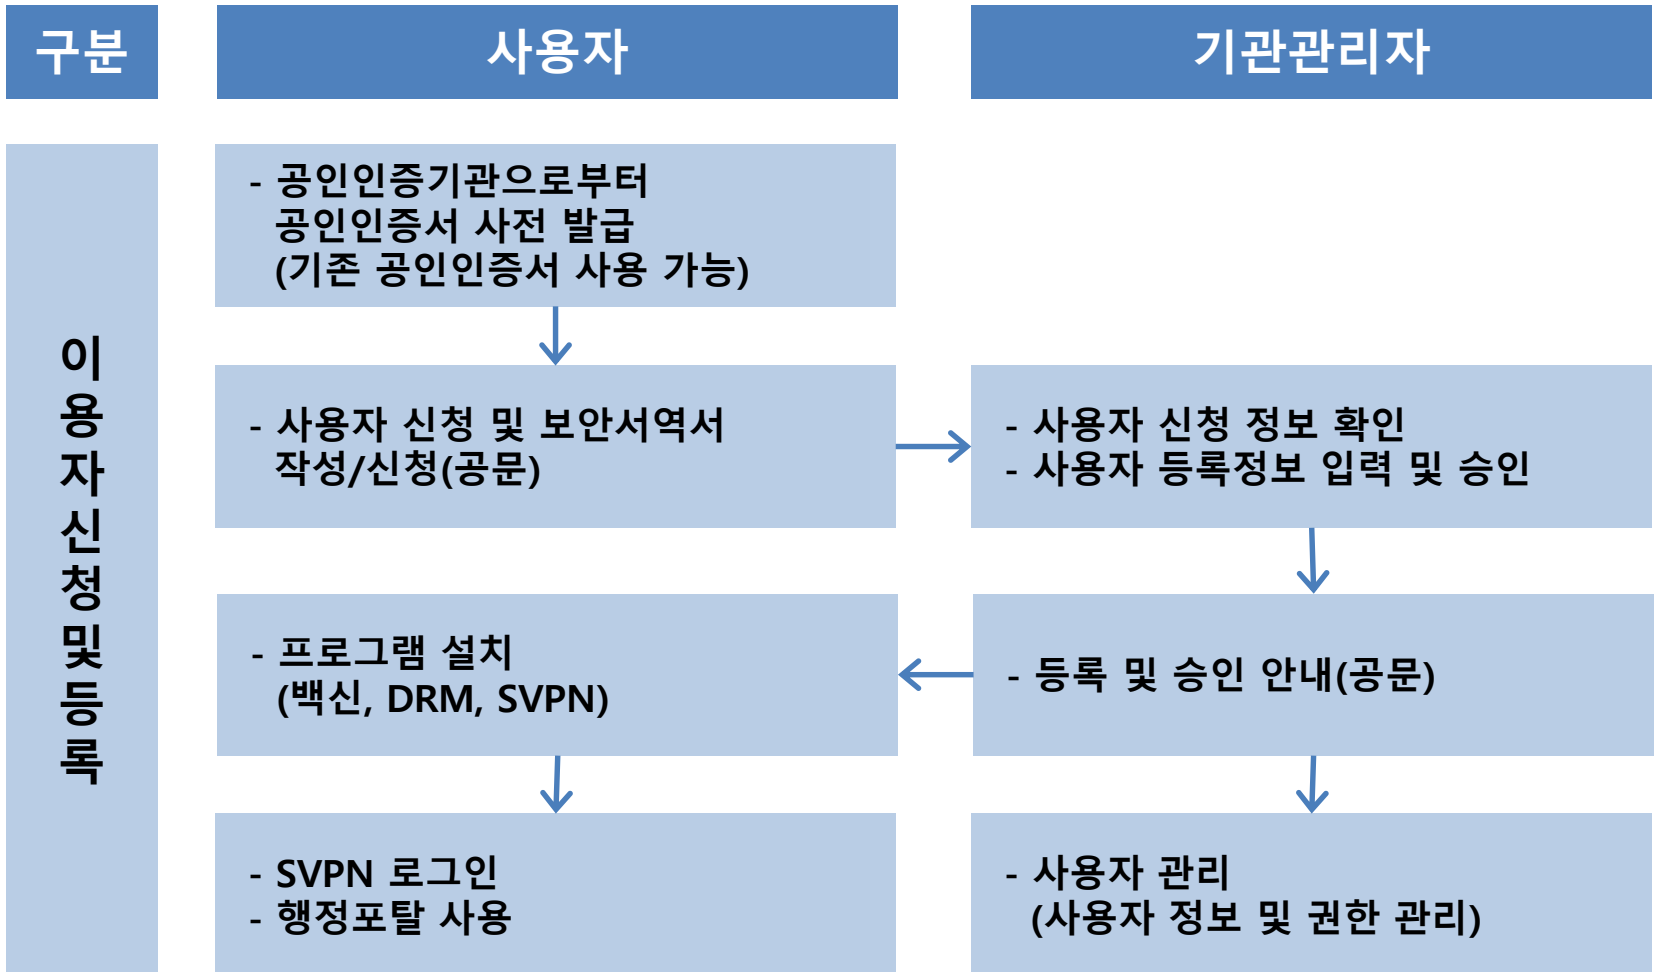 구분
사용자
기관관리자
이용자신청및등록
- 공인인증기관으로부터
공인인증서 사전 발급
(기존 공인인증서 사용 가능)
- 사용자 신청 및 보안서역서
작성/신청(공문)
- 사용자 신청 정보 확인
- 사용자 등록정보 입력 및 승인
- 프로그램 설치
(백신, DRM, SVPN)
- 등록 및 승인 안내(공문)
- SVPN 로그인
- 행정포탈 사용
- 사용자 관리
(사용자 정보 및 권한 관리)